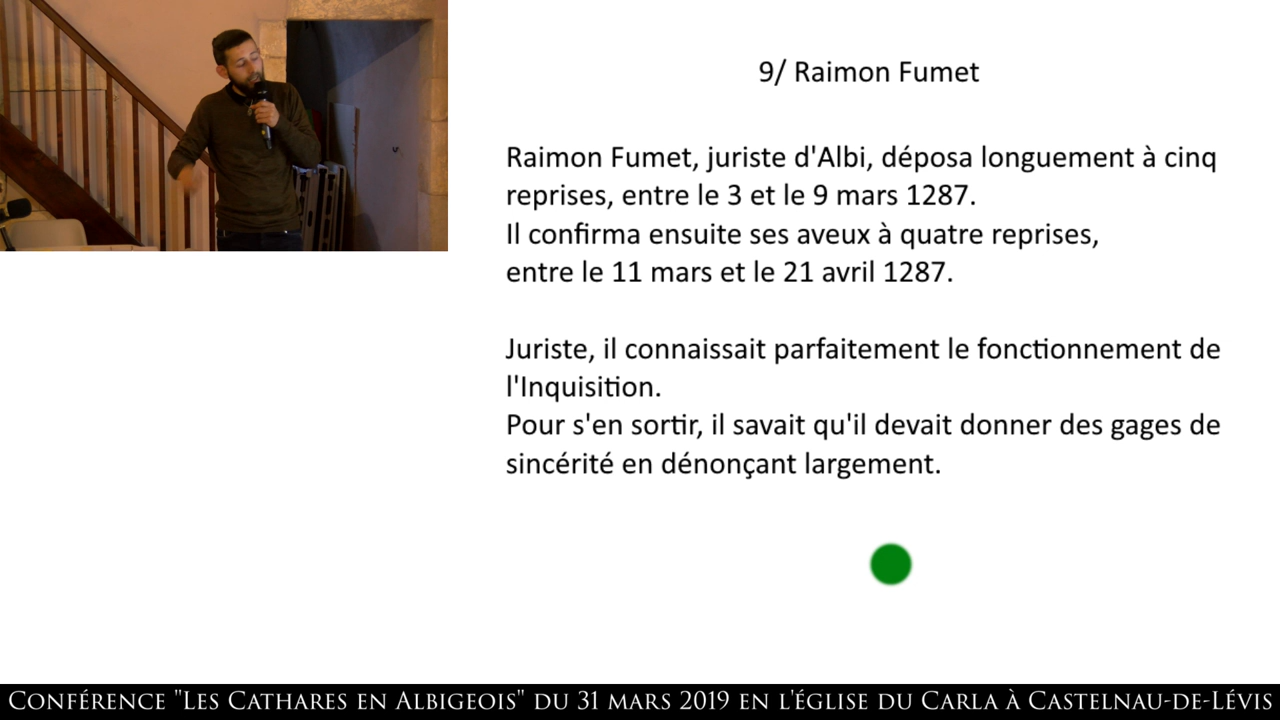 9/ Raimon Fumet
Raimon Fumet, juriste d'Albi, déposa longuement à cinq
reprises, entre le 3 et le 9 mars 1287.
Il confirma ensuite ses aveux à quatre reprises,
entre le 11 mars et le 21 avril 1287.
Juriste, il connaissait parfaitement le fonctionnement de
l'Inquisition.
Pour s'en sortir, il savait qu'il devait donner des gages de
sincérité en dénonçant largement.
Conférence "Les Cathares en Albigeois" du 31 mars 2019 en l'église du Carla à Castelnau-de-Lévis